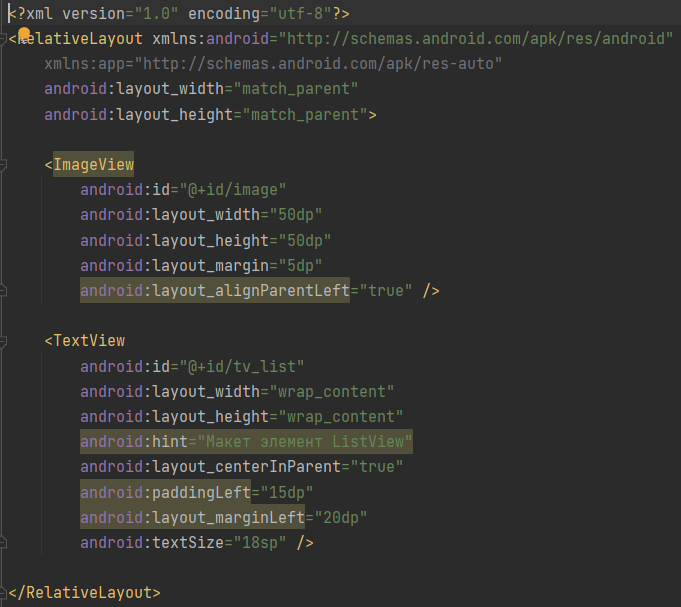 <?xml version="1.0" encoding="utf-8"?>
<RelativeLayout xmlns:android="http://schemas.android.com/apk/res/android"
    xmlns:app="http://schemas.android.com/apk/res-auto"
    android:layout_width="match_parent"
    android:layout_height="match_parent">

    <ImageView
        android:id="@+id/image"
        android:layout_width="50dp"
        android:layout_height="50dp"
        android:layout_margin="5dp"
        android:layout_alignParentLeft="true" />

    <TextView
        android:id="@+id/tv_list"
        android:layout_width="wrap_content"
        android:layout_height="wrap_content"
        android:hint="Макет элемент ListView"
        android:layout_centerInParent="true"
        android:paddingLeft="15dp"
        android:layout_marginLeft="20dp"
        android:textSize="18sp" />

</RelativeLayout>